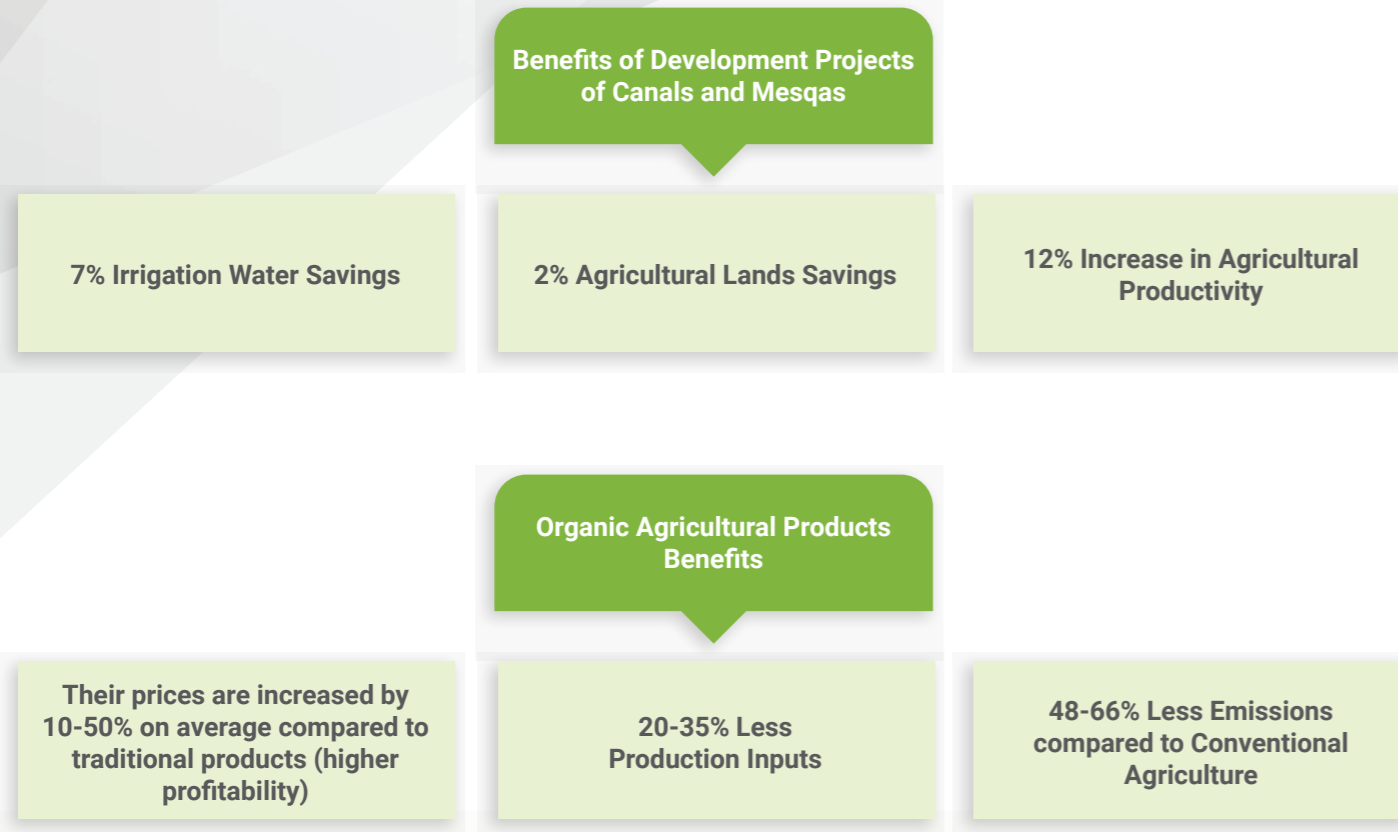 Benefits of Development Projects
of Canals and Mesqas
7% Irrigation Water Savings
2% Agricultural Lands Savings
12% Increase in Agricultural
Productivity
Organic Agricultural Products
Benefits
Their prices are increased by
10-50% on average compared to
traditional products (higher
profitability)
20-35% Less
Production Inputs
48-66% Less Emissions
compared to Conventional
Agriculture